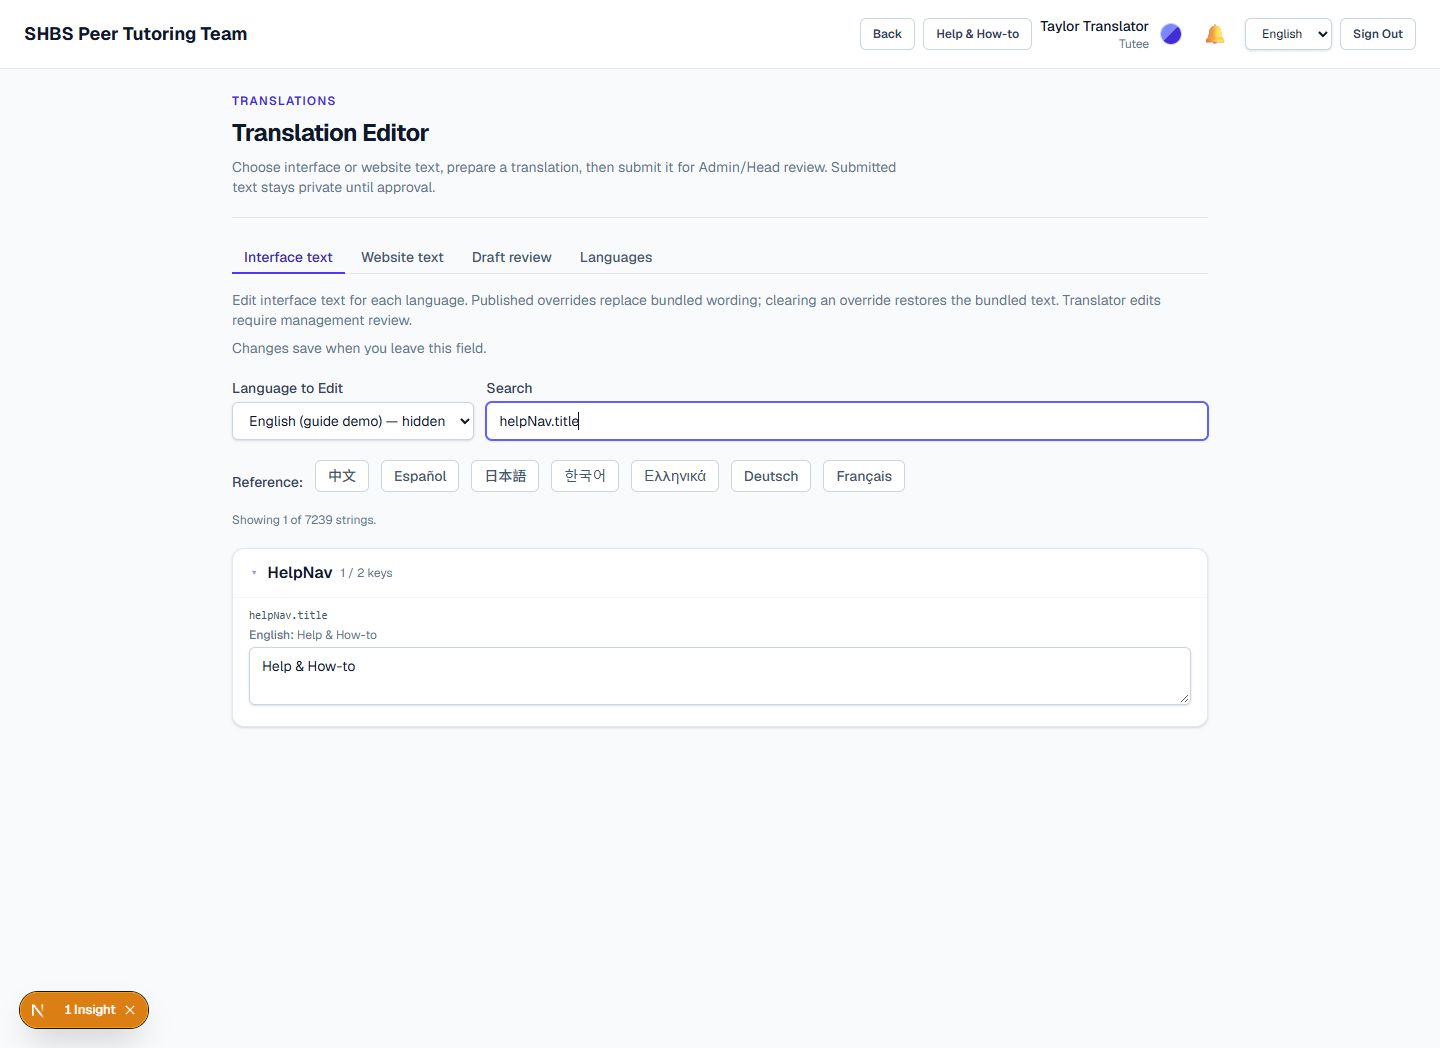 SHBS Peer Tutoring Team
Back
Help & How-to
Taylor Translator
Tutee
English
Sign Out
TRANSLATIONS
Translation Editor
Choose interface or website text, prepare a translation, then submit it for Admin/Head review. Submitted
text stays private until approval.
Interface text
Website text
Draft review
Languages
Edit interface text for each language. Published overrides replace bundled wording; clearing an override restores the bundled text. Translator edits
require management review.
Changes save when you leave this field.
Language to Edit
Search
English (guide demo) — hidden
helpNav.title
Reference:
中文
Español
日本語
한국어
Ελληνικά
Deutsch
Français
Showing 1 of 7239 strings.
HelpNav 1 / 2 keys
helpNav.title
English: Help & How-to
Help & How-to
1 Insight